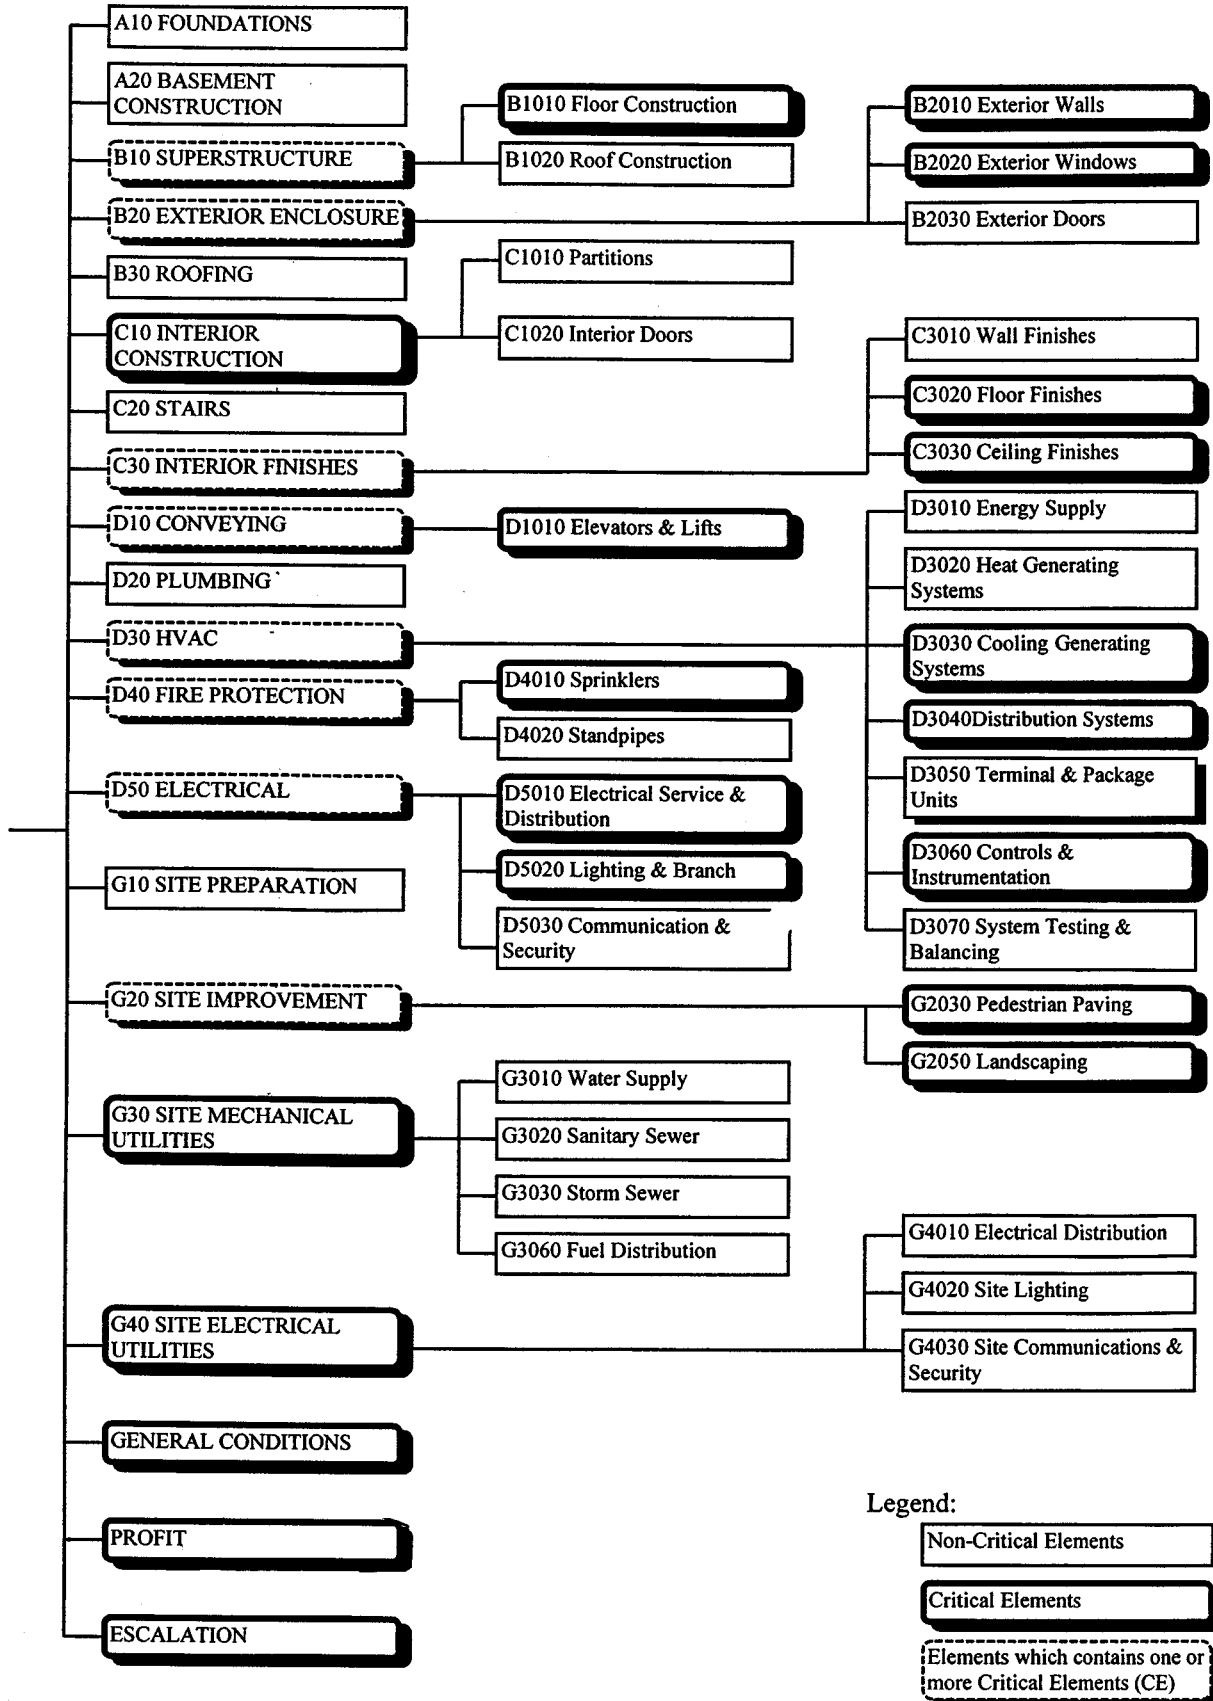 A10 FOUNDATIONS
A20 BASEMENT
CONSTRUCTION
B10 SUPERSTRUCTURE
B20 EXTERIOR ENCLOSURE
B30 ROOFING
C10 INTERIOR
CONSTRUCTION
C20 STAIRS
C30 INTERIOR FINISHES
D10 CONVEYING
D20 PLUMBING
D30 HVAC
D40 FIRE PROTECTION
D50 ELECTRICAL
G10 SITE PREPARATION
G20 SITE IMPROVEMENT
G30 SITE MECHANICAL
UTILITIES
G40 SITE ELECTRICAL
UTILITIES
GENERAL CONDITIONS
PROFIT
ESCALATION
B1010 Floor Construction
B1020 Roof Construction
C1010 Partitions
C1020 Interior Doors
D1010 Elevators & Lifts
D4010 Sprinklers
D4020 Standpipes
D5010 Electrical Service &
Distribution
D5020 Lighting & Branch
D5030 Communication &
Security
G3010 Water Supply
G3020 Sanitary Sewer
G3030 Storm Sewer
G3060 Fuel Distribution
B2010 Exterior Walls
B2020 Exterior Windows
B2030 Exterior Doors
C3010 Wall Finishes
C3020 Floor Finishes
C3030 Ceiling Finishes
D3010 Energy Supply
D3020 Heat Generating
Systems
D3030 Cooling Generating
Systems
D3040Distribution Systems
D3050 Terminal & Package
Units
D3060 Controls &
Instrumentation
D3070 System Testing &
Balancing
G2030 Pedestrian Paving
G2050 Landscaping
G4010 Electrical Distribution
G4020 Site Lighting
G4030 Site Communications &
Security
Legend:
Non-Critical Elements
Critical Elements
Elements which contains one or
more Critical Elements (CE)